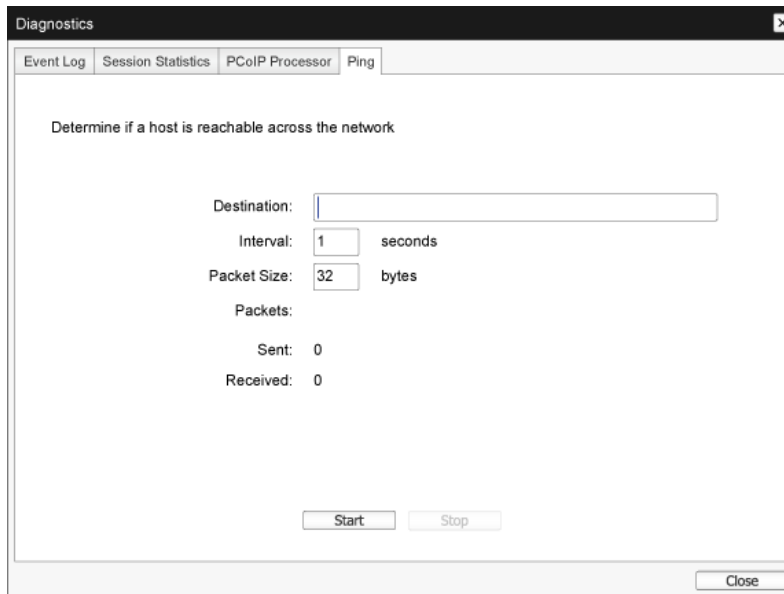 Diagnostics
Event Log Session Statistics PCoIP Processor Ping
Determine if a host is reachable across the network
Destination:
Interval: 1 seconds
Packet Size: 32 bytes
Packets:
Sent: 0
Received: 0
Start Stop
Close